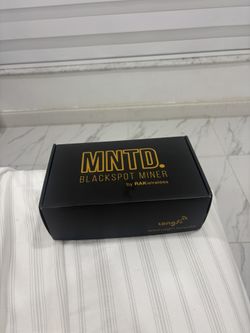 MNTD.
BLACKSPOT MINER
by RAKwireless